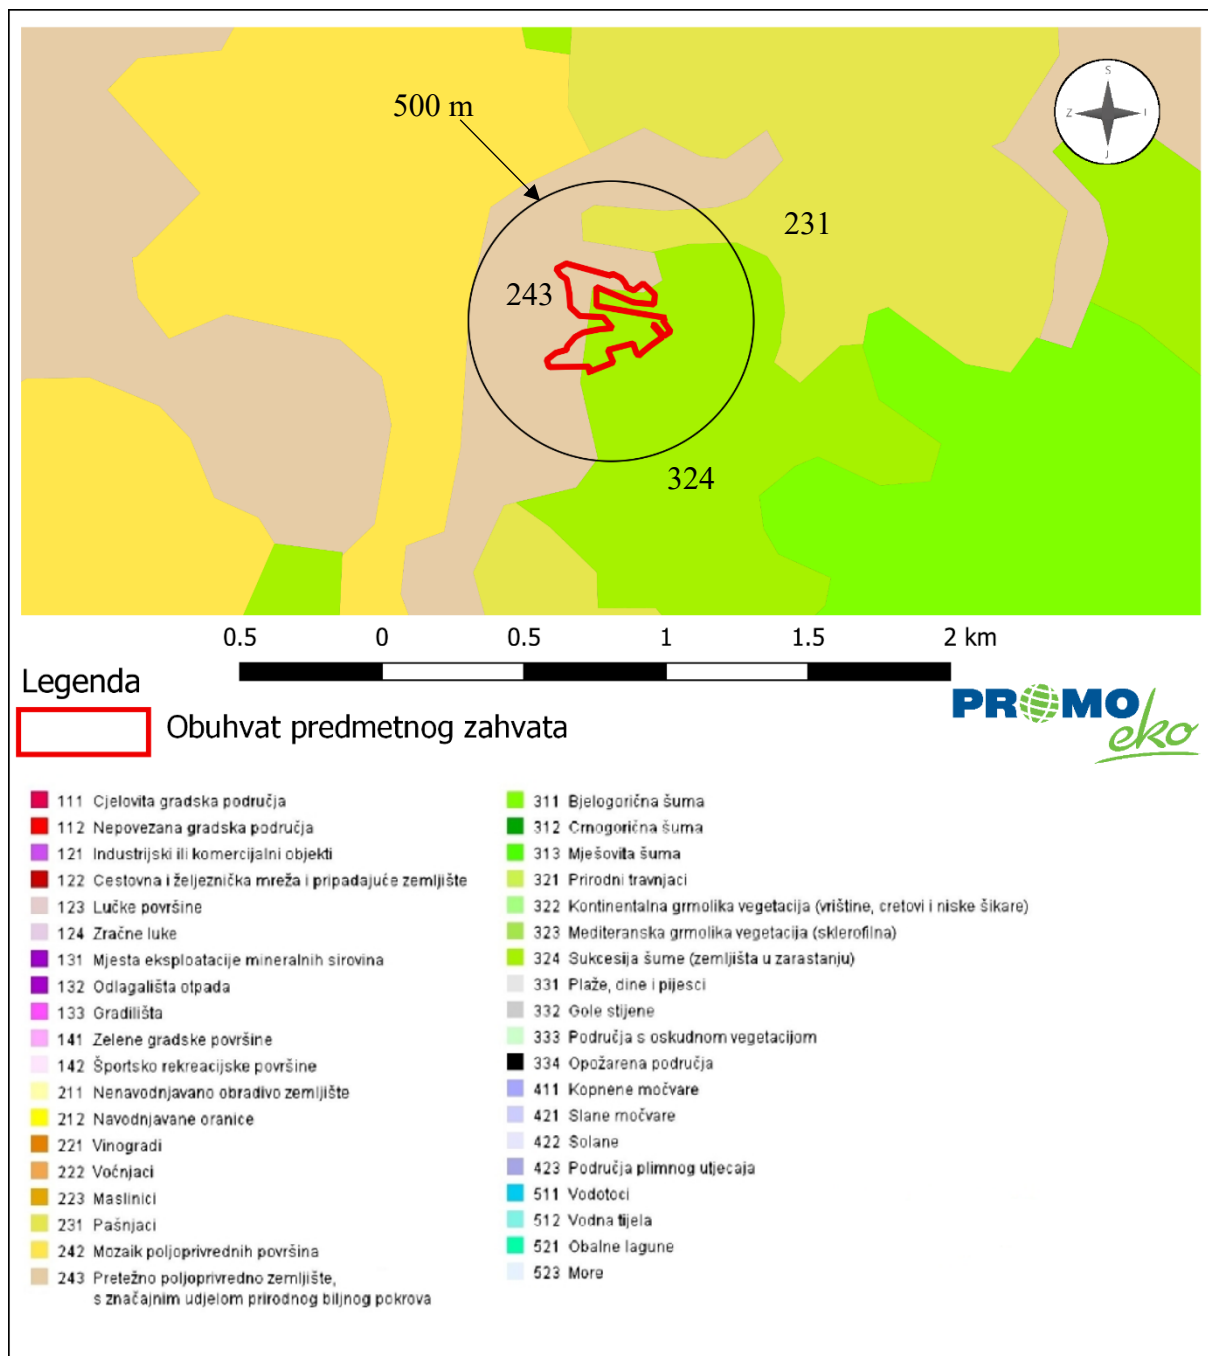 500 m
S
Z I
J
231
243
324
0.5 0 0.5 1 1.5 2 km
Legenda
Obuhvat predmetnog zahvata
PROMO
eko
111 Cjelovita gradska područja
112 Nepovezana gradska područja
121 Industrijski ili komercijalni objekti
122 Cestovna i željeznička mreža i pripadajuće zemljište
123 Lučke površine
124 Zračne luke
131 Mjesta eksploatacije mineralnih sirovina
132 Odlagališta otpada
133 Gradilišta
141 Zelene gradske površine
142 Športsko rekreacijske površine
211 Nenavodnjavano obradivo zemljište
212 Navodnjavane oranice
221 Vinogradi
222 Voćnjaci
223 Maslinici
231 Pašnjaci
242 Mozaik poljoprivrednih površina
243 Pretežno poljoprivredno zemljište,
s značajnim udjelom prirodnog biljnog pokrova
311 Bjelogorična šuma
312 Crnogorična šuma
313 Mješovita šuma
321 Prirodni travnjaci
322 Kontinentalna grmolika vegetacija (vrištine, cretovi i niske šikare)
323 Mediteranska grmolika vegetacija (sklerofilna)
324 Sukcesija šume (zemljišta u zarastanju)
331 Plaže, dine i pijesci
332 Gole stijene
333 Područja s oskudnom vegetacijom
334 Opožarena područja
411 Kopnene močvare
421 Slane močvare
422 Solane
423 Područja plimnog utjecaja
511 Vodotoci
512 Vodna tijela
521 Obalne lagune
523 More